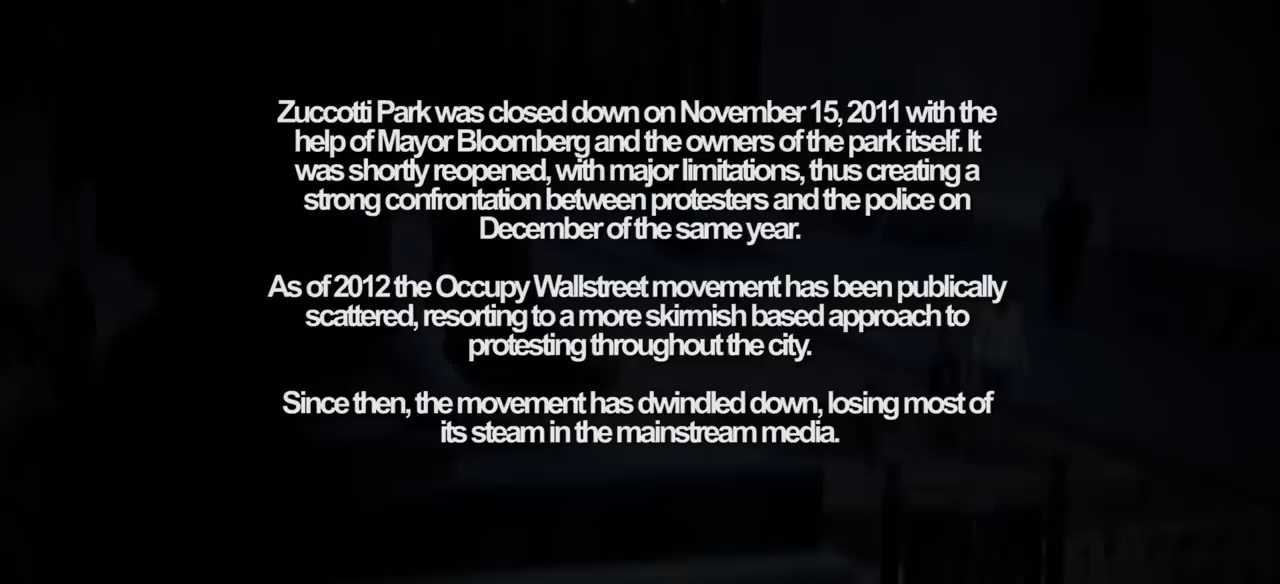 Zuccotti Park was closed down on November 15, 2011 with the
help of Mayor Bloomberg and the owners of the park itself. It
was shortly reopened, with major limitations, thus creating a
strong confrontation between protesters and the police on
December of the same year.
As of 2012 the Occupy Wallstreet movement has been publically
scattered, resorting to a more skirmish based approach to
protesting throughout the city.
Since then, the movement has dwindled down, losing most of
its steam in the mainstream media.